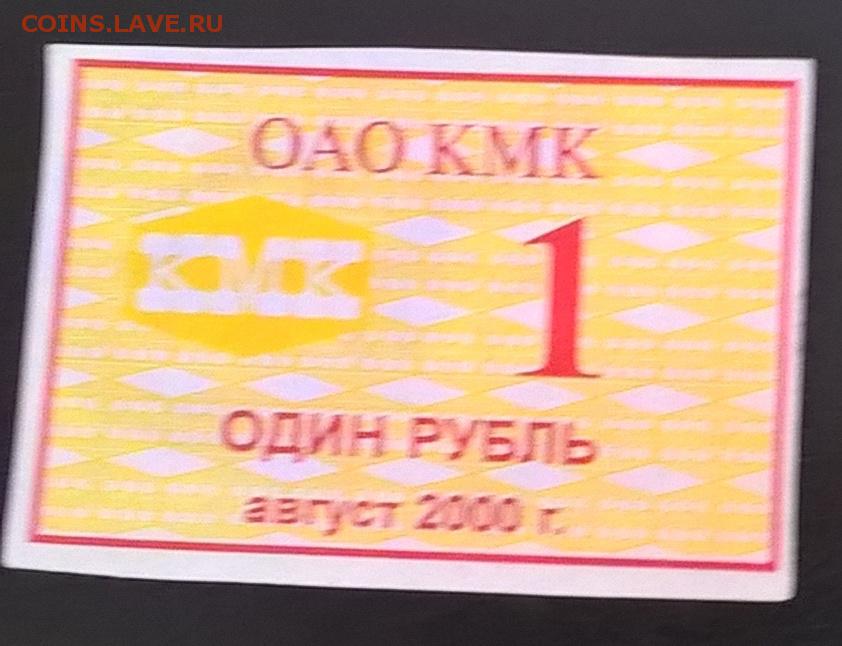 COINS.LAVE.RU
ОАО КМК
КМК
1
ОДИН РУБЛЬ
август 2000 г.